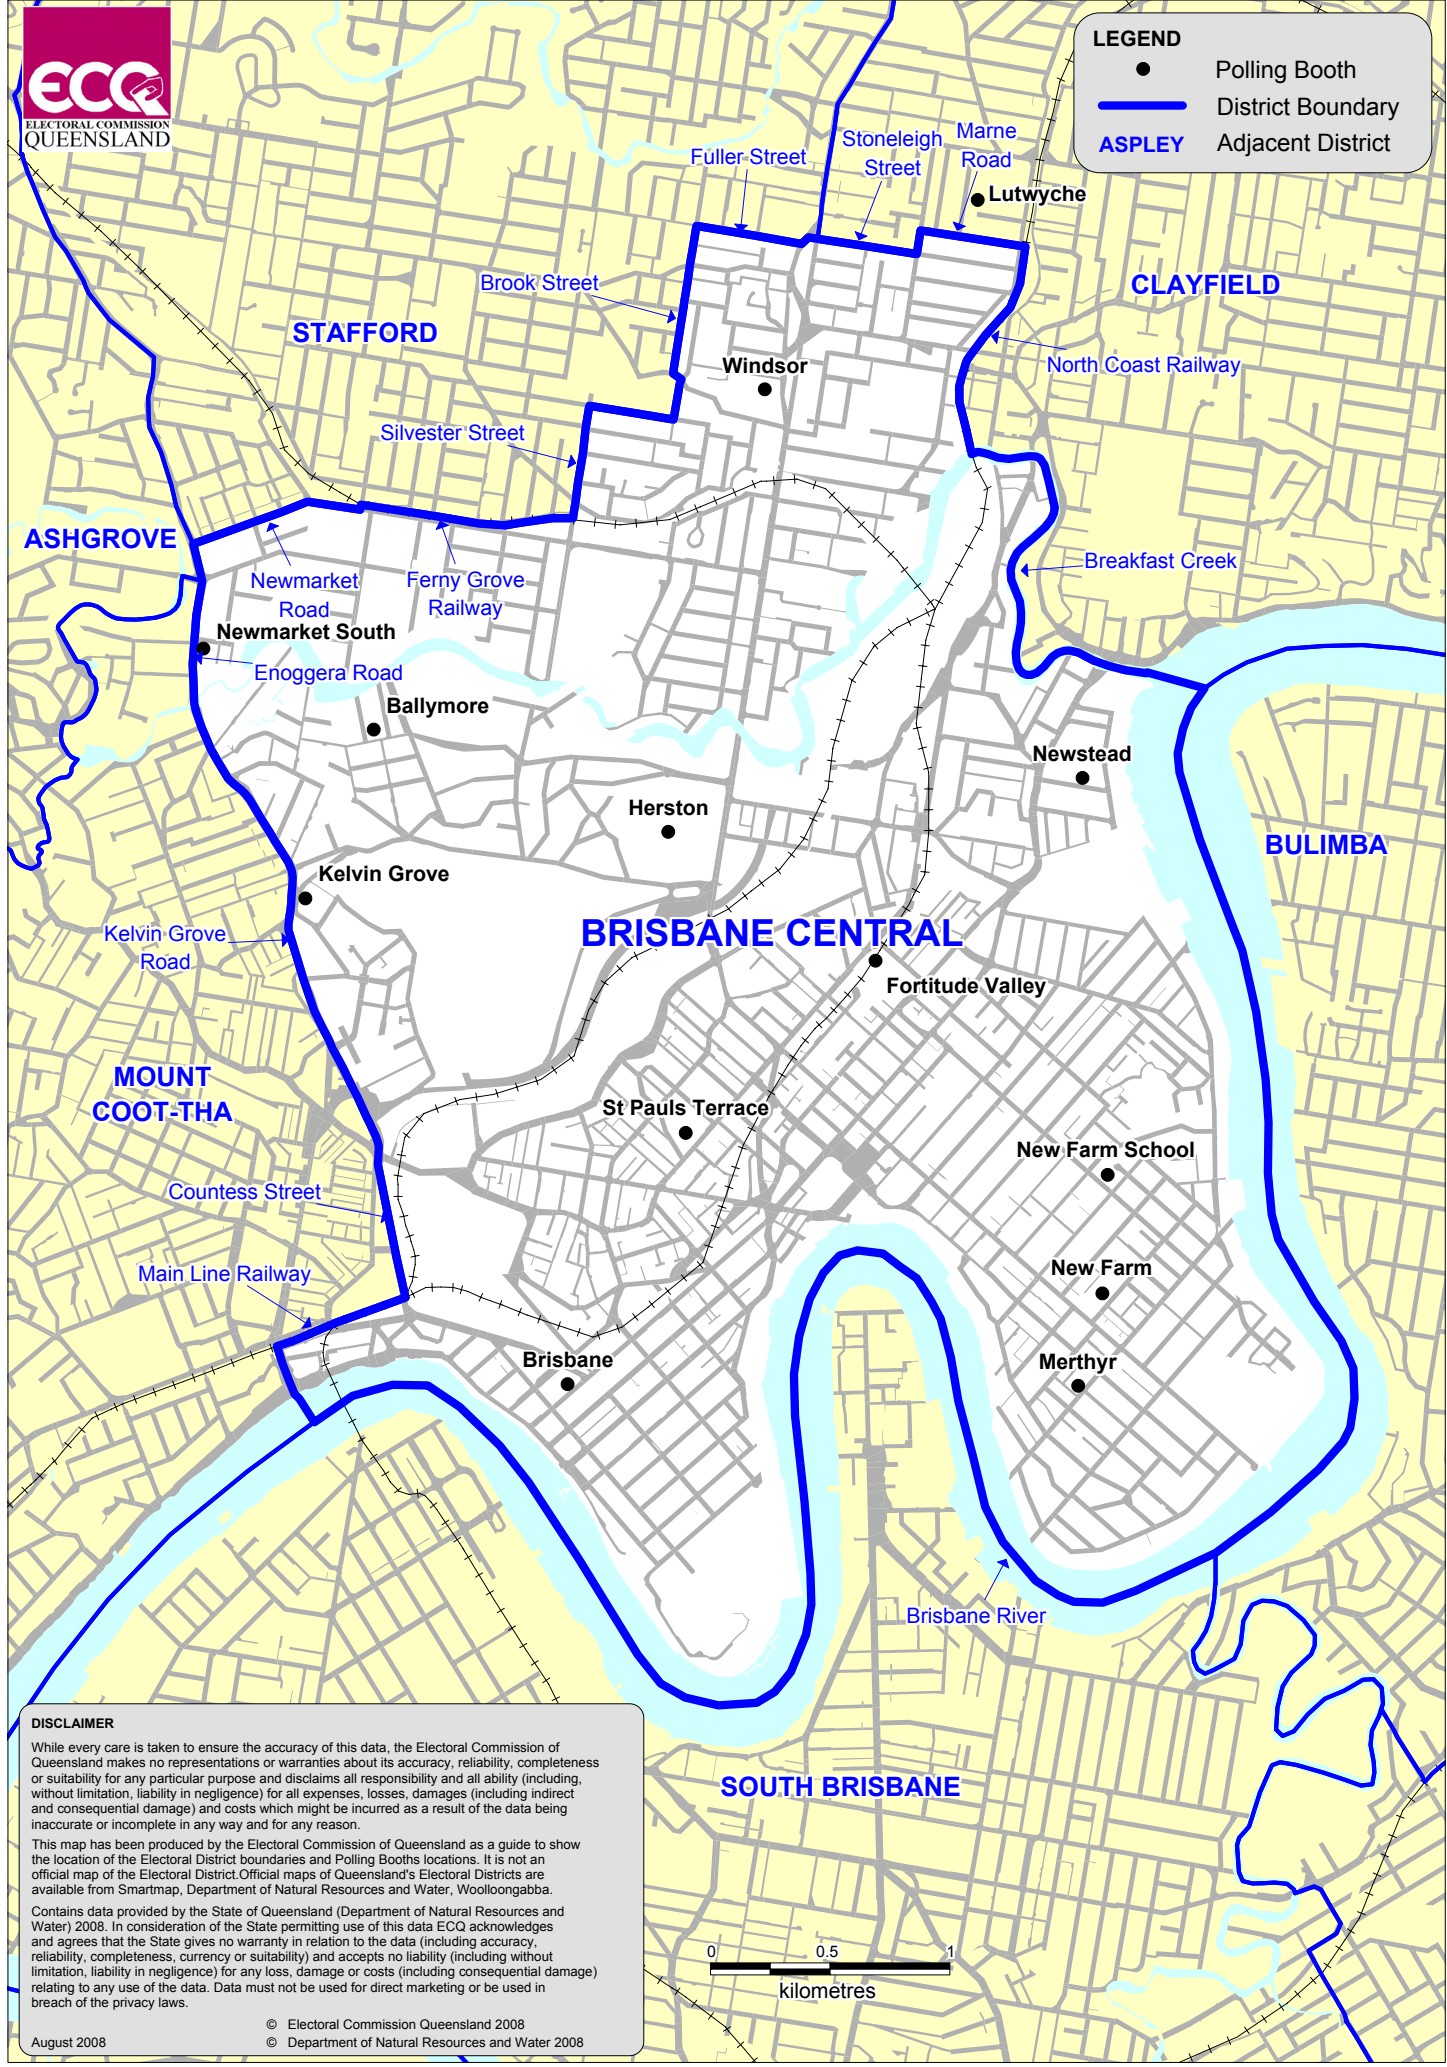 ECQ
ELECTORAL COMMISSION
QUEENSLAND
LEGEND
Polling Booth
District Boundary
ASPLEY Adjacent District
Fuller Street
Stoneleigh
Street
Marne
Road
Lutwyche
Brook Street
CLAYFIELD
STAFFORD
North Coast Railway
Windsor
Silvester Street
ASHGROVE
Newmarket
Road
Ferny Grove
Railway
Breakfast Creek
Newmarket South
Enoggera Road
Ballymore
Newstead
Herston
BULIMBA
Kelvin Grove
Kelvin Grove
Road
BRISBANE CENTRAL
Fortitude Valley
MOUNT
COOT-THA
St Pauls Terrace
New Farm School
Countess Street
Main Line Railway
New Farm
Brisbane
Merthyr
Brisbane River
SOUTH BRISBANE
DISCLAIMER
While every care is taken to ensure the accuracy of this data, the Electoral Commission of
Queensland makes no representations or warranties about its accuracy, reliability, completeness
or suitability for any particular purpose and disclaims all responsibility and all ability (including,
without limitation, liability in negligence) for all expenses, losses, damages (including indirect
and consequential damage) and costs which might be incurred as a result of the data being
inaccurate or incomplete in any way and for any reason.
This map has been produced by the Electoral Commission of Queensland as a guide to show
the location of the Electoral District boundaries and Polling Booths locations. It is not an
official map of the Electoral District.Official maps of Queensland's Electoral Districts are
available from Smartmap, Department of Natural Resources and Water, Woolloongabba.
Contains data provided by the State of Queensland (Department of Natural Resources and
Water) 2008. In consideration of the State permitting use of this data ECQ acknowledges
and agrees that the State gives no warranty in relation to the data (including accuracy,
reliability, completeness, currency or suitability) and accepts no liability (including without
limitation, liability in negligence) for any loss, damage or costs (including consequential damage)
relating to any use of the data. Data must not be used for direct marketing or be used in
breach of the privacy laws.
© Electoral Commission Queensland 2008
August 2008 © Department of Natural Resources and Water 2008
0 0.5 1
kilometres